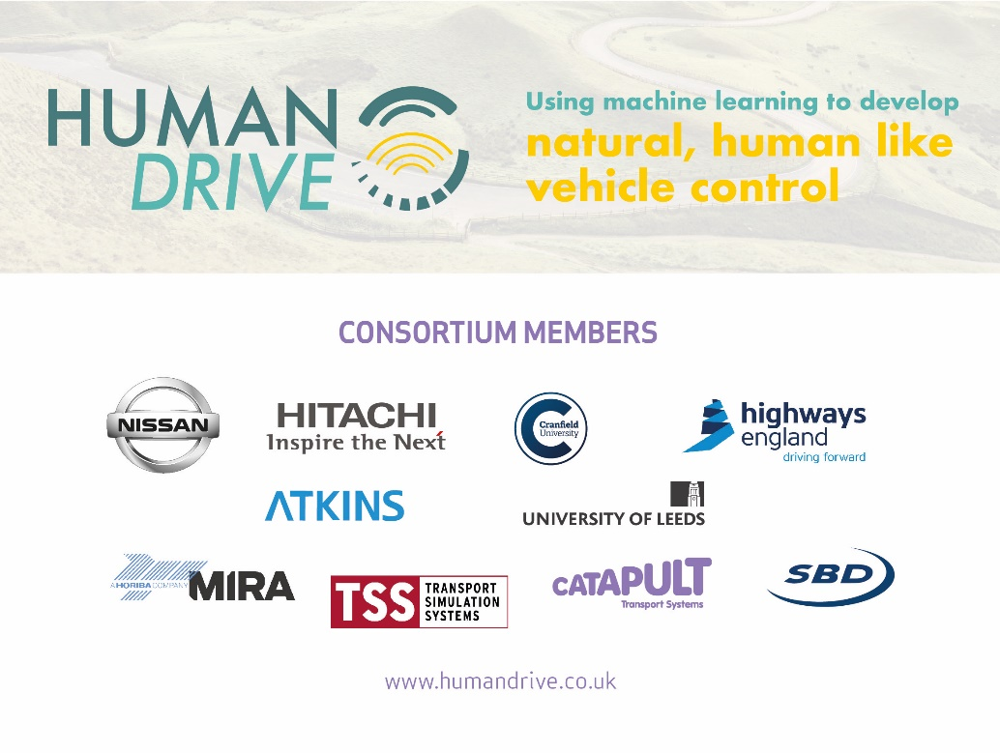 HUMAN
DRIVE
Using machine learning to develop
natural, human like
vehicle control
CONSORTIUM MEMBERS
NISSAN
HITACHI
Inspire the Next
Cranfield
University
highways
england
driving forward
ATKINS
UNIVERSITY OF LEEDS
A HORIBA COMPANY
MIRA
TSS
TRANSPORT
SIMULATION
SYSTEMS
CATAPULT
Transport Systems
SBD
www.humandrive.co.uk